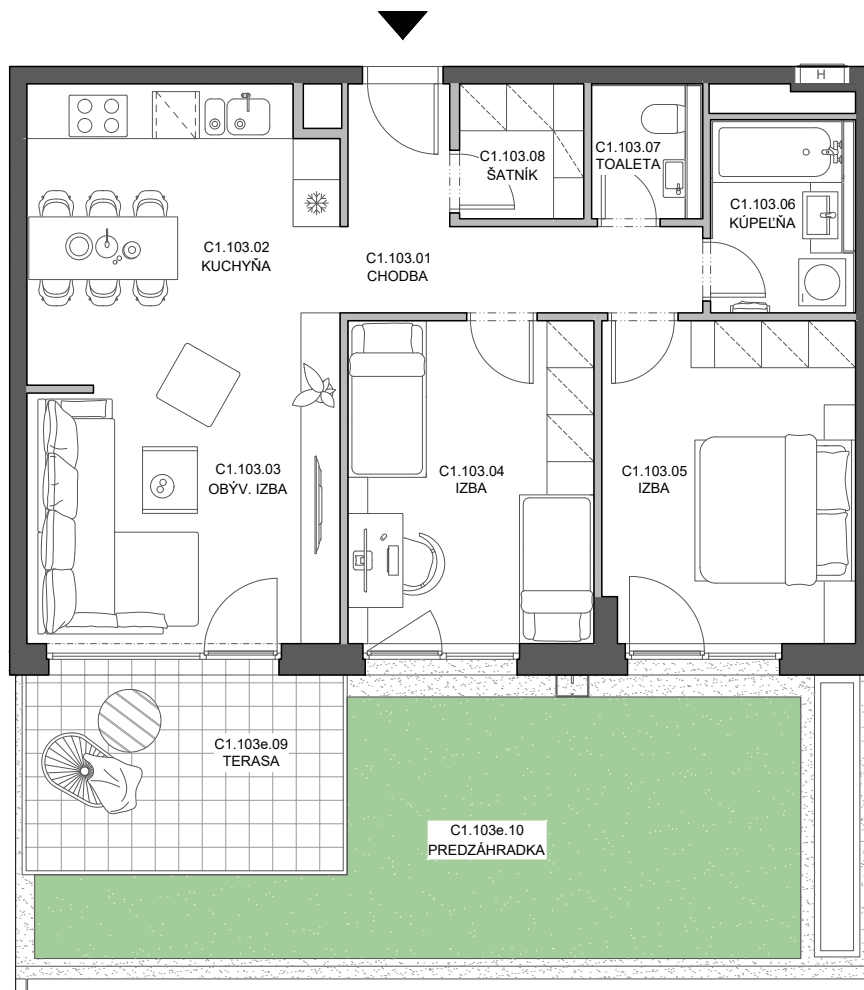 H
C1.103.08
ŠATNÍK
C1.103.07
TOALETA
C1.103.06
KÚPEĽŇA
C1.103.02
KUCHYŇA
C1.103.01
CHODBA
C1.103.03
OBÝV. IZBA
C1.103.04
IZBA
C1.103.05
IZBA
C1.103e.09
TERASA
C1.103e.10
PREDZÁHRADKA